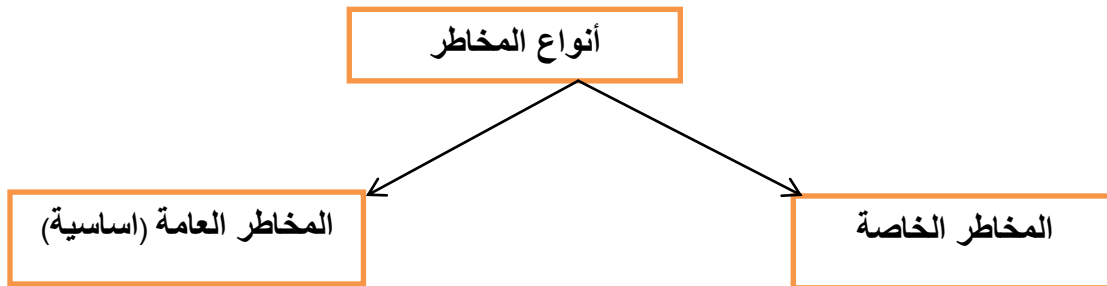 أنواع المخاطر
المخاطر الخاصة
المخاطر العامة (اساسية)